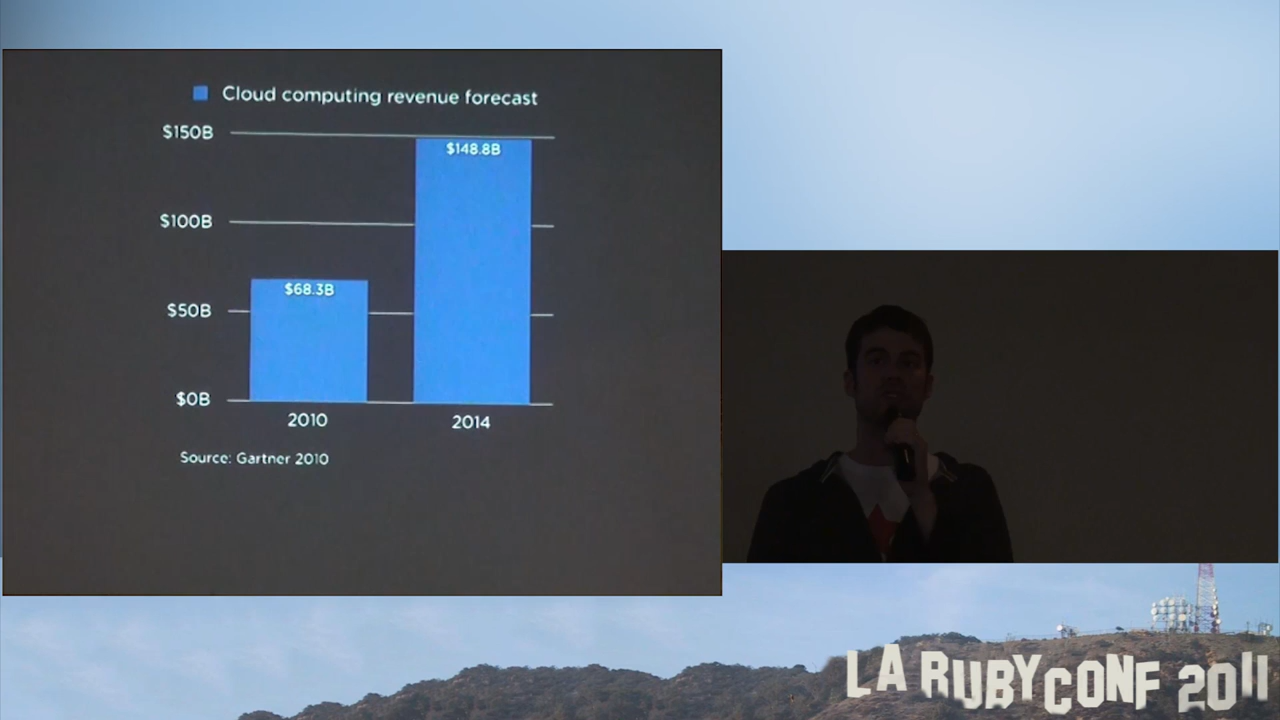 Cloud computing revenue forecast
$150B
$148.8B
$100B
$68.3B
$50B
$0B
2010
2014
Source: Gartner 2010
LA RUBYCONF 2011